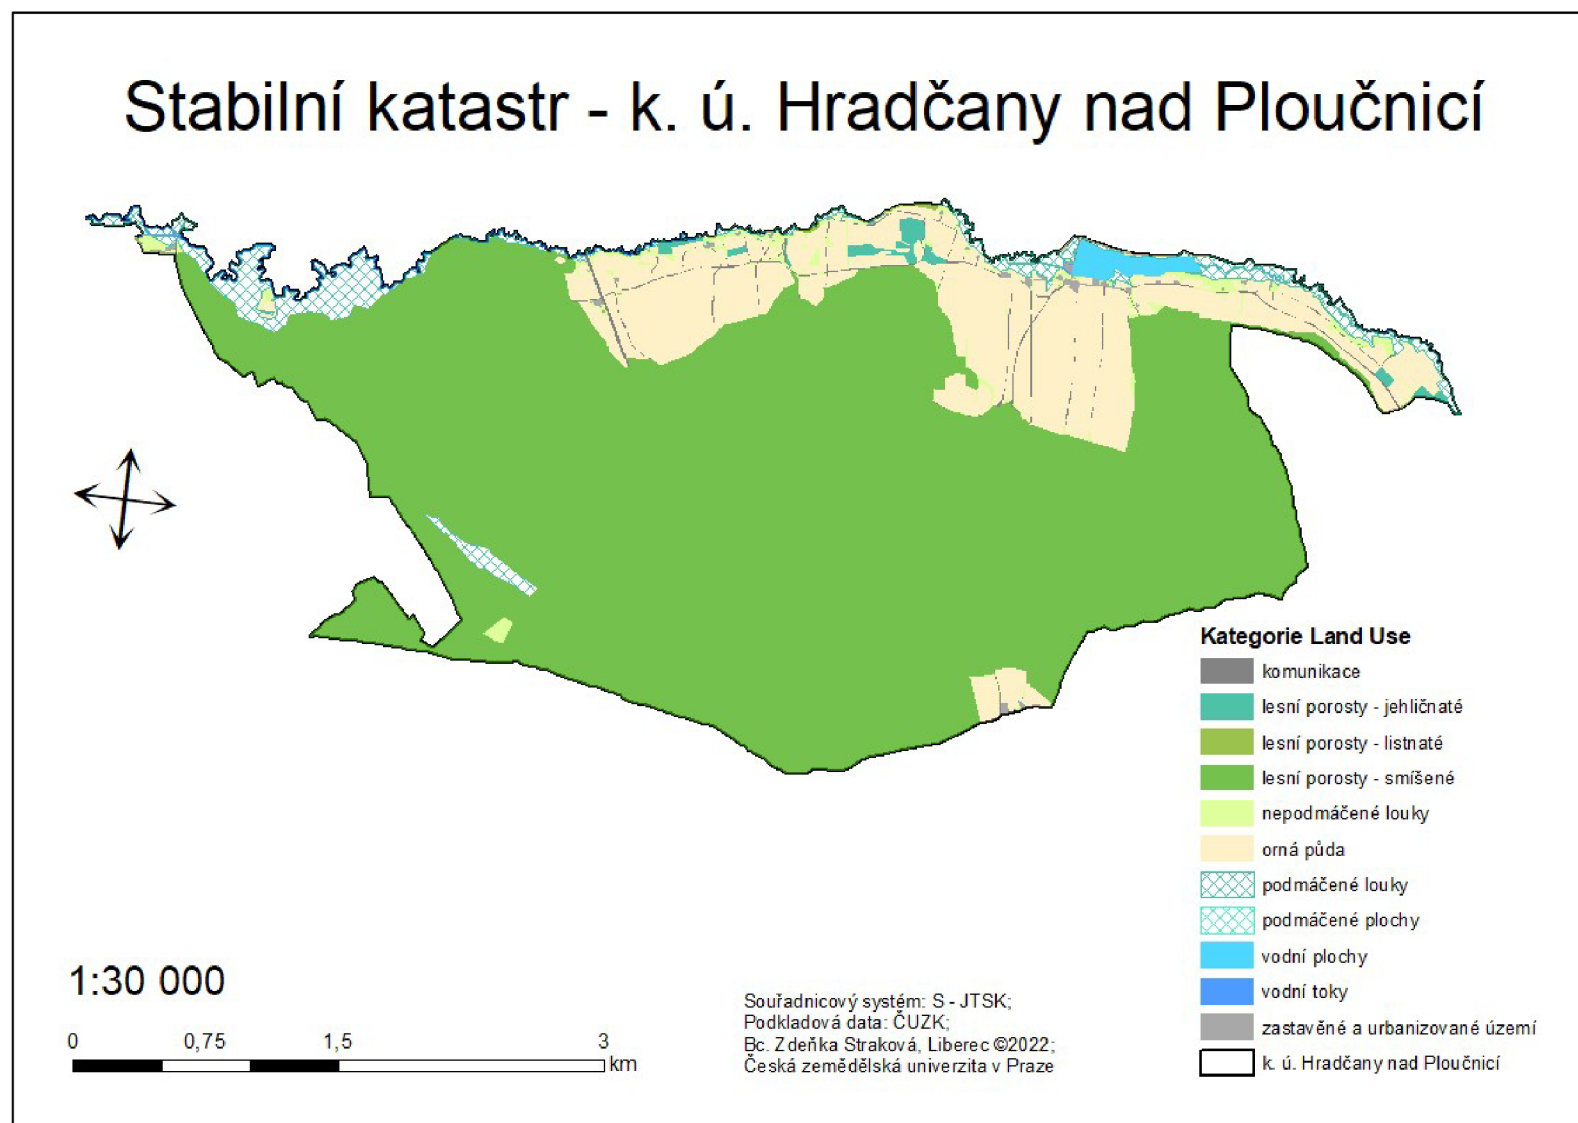 Stabilní katastr - k. ú. Hradčany nad Ploučnicí
Kategorie Land Use
komunikace
lesní porosty - jehličnaté
lesní porosty - listnaté
lesní porosty - smíšené
nepodmáčené louky
orná půda
podmáčené louky
podmáčené plochy
vodní plochy
vodní toky
zastavěné a urbanizované území
k. ú. Hradčany nad Ploučnicí
1:30 000
0 0,75 1,5 3
km
Souřadnicový systém: S - JTSK;
Podkladová data: ČUZK;
Bc. Zdeňka Straková, Liberec ©2022;
Česká zemědělská univerzita v Praze